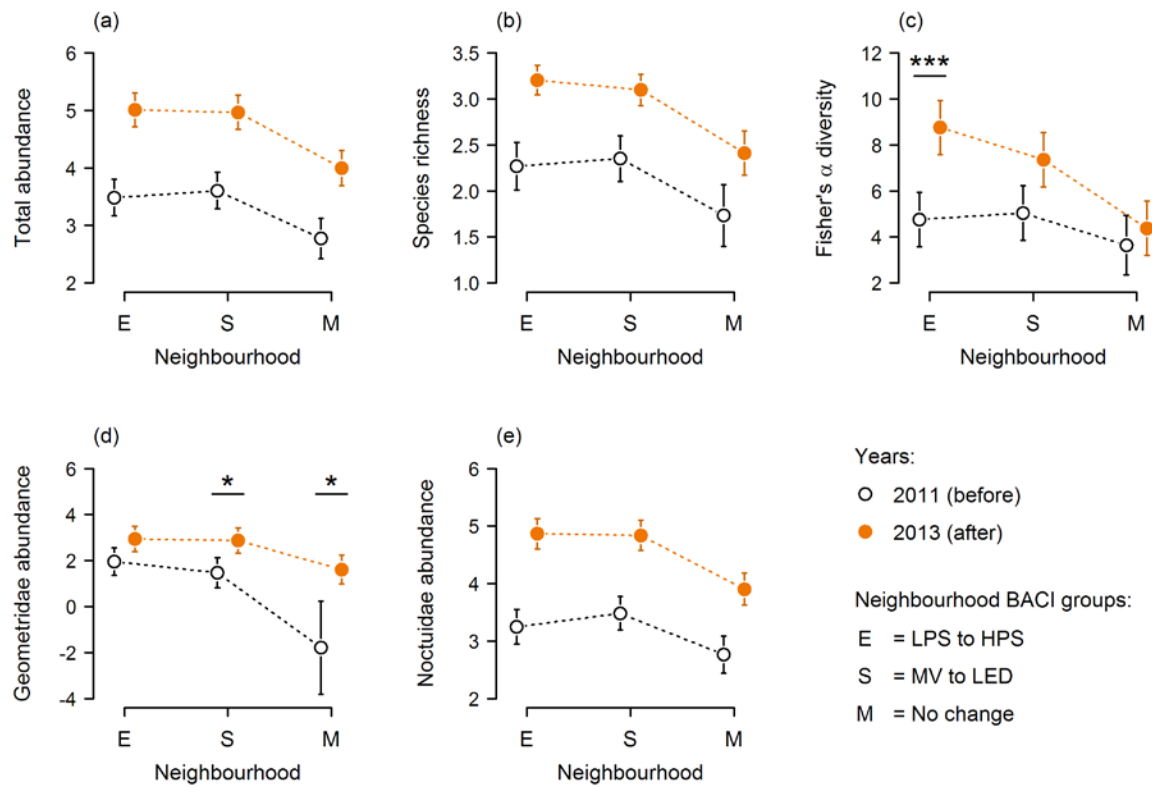 (a)
Total abundance
6
5
4
3
2
E S M
Neighbourhood
(b)
Species richness
3.5
3.0
2.5
2.0
1.5
1.0
E S M
Neighbourhood
(c)
Fisher's α diversity
12
10
8
6
4
2
***
E S M
Neighbourhood
(d)
Geometridae abundance
6
4
2
0
-2
-4
* *
E S M
Neighbourhood
(e)
Noctuidae abundance
6
5
4
3
2
E S M
Neighbourhood
Years:
2011 (before)
2013 (after)
Neighbourhood BACI groups:
E = LPS to HPS
S = MV to LED
M = No change